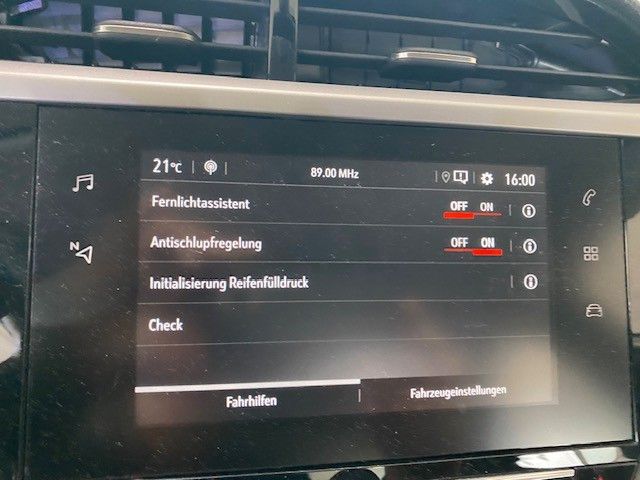 21°C 89.00 MHz 16:00
Fernlichtassistent OFF ON
Antischlupfregelung OFF ON
Initialisierung Reifenfülldruck
Check
N
Fahrhilfen Fahrzeugeinstellungen